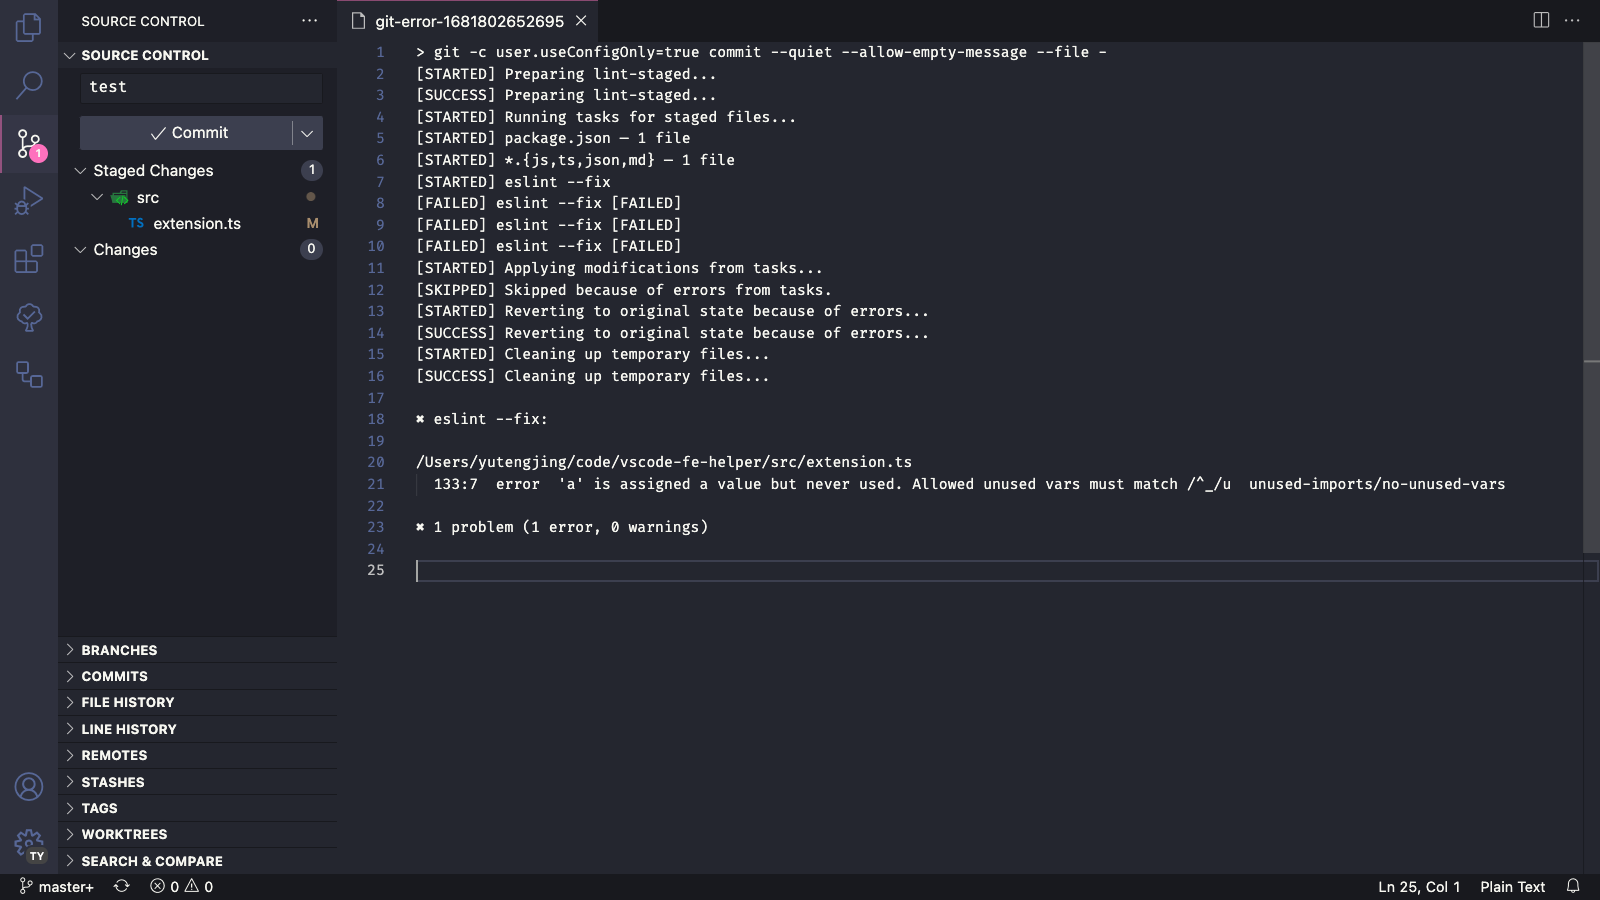 SOURCE CONTROL
SOURCE CONTROL
test
Commit
Staged Changes 1
src
TS extension.ts M
Changes 0
BRANCHES
COMMITS
FILE HISTORY
LINE HISTORY
REMOTES
STASHES
TAGS
WORKTREES
SEARCH & COMPARE
1
TY
git-error-1681802652695
1 > git -c user.useConfigOnly=true commit --quiet --allow-empty-message --file -
2 [STARTED] Preparing lint-staged...
3 [SUCCESS] Preparing lint-staged...
4 [STARTED] Running tasks for staged files...
5 [STARTED] package.json — 1 file
6 [STARTED] *.{js,ts,json,md} — 1 file
7 [STARTED] eslint --fix
8 [FAILED] eslint --fix [FAILED]
9 [FAILED] eslint --fix [FAILED]
10 [FAILED] eslint --fix [FAILED]
11 [STARTED] Applying modifications from tasks...
12 [SKIPPED] Skipped because of errors from tasks.
13 [STARTED] Reverting to original state because of errors...
14 [SUCCESS] Reverting to original state because of errors...
15 [STARTED] Cleaning up temporary files...
16 [SUCCESS] Cleaning up temporary files...
17
18 ✖ eslint --fix:
19
20 /Users/yutengjing/code/vscode-fe-helper/src/extension.ts
21 133:7 error 'a' is assigned a value but never used. Allowed unused vars must match /^_/u unused-imports/no-unused-vars
22
23 ✖ 1 problem (1 error, 0 warnings)
24
25
master+ 0 0
Ln 25, Col 1 Plain Text